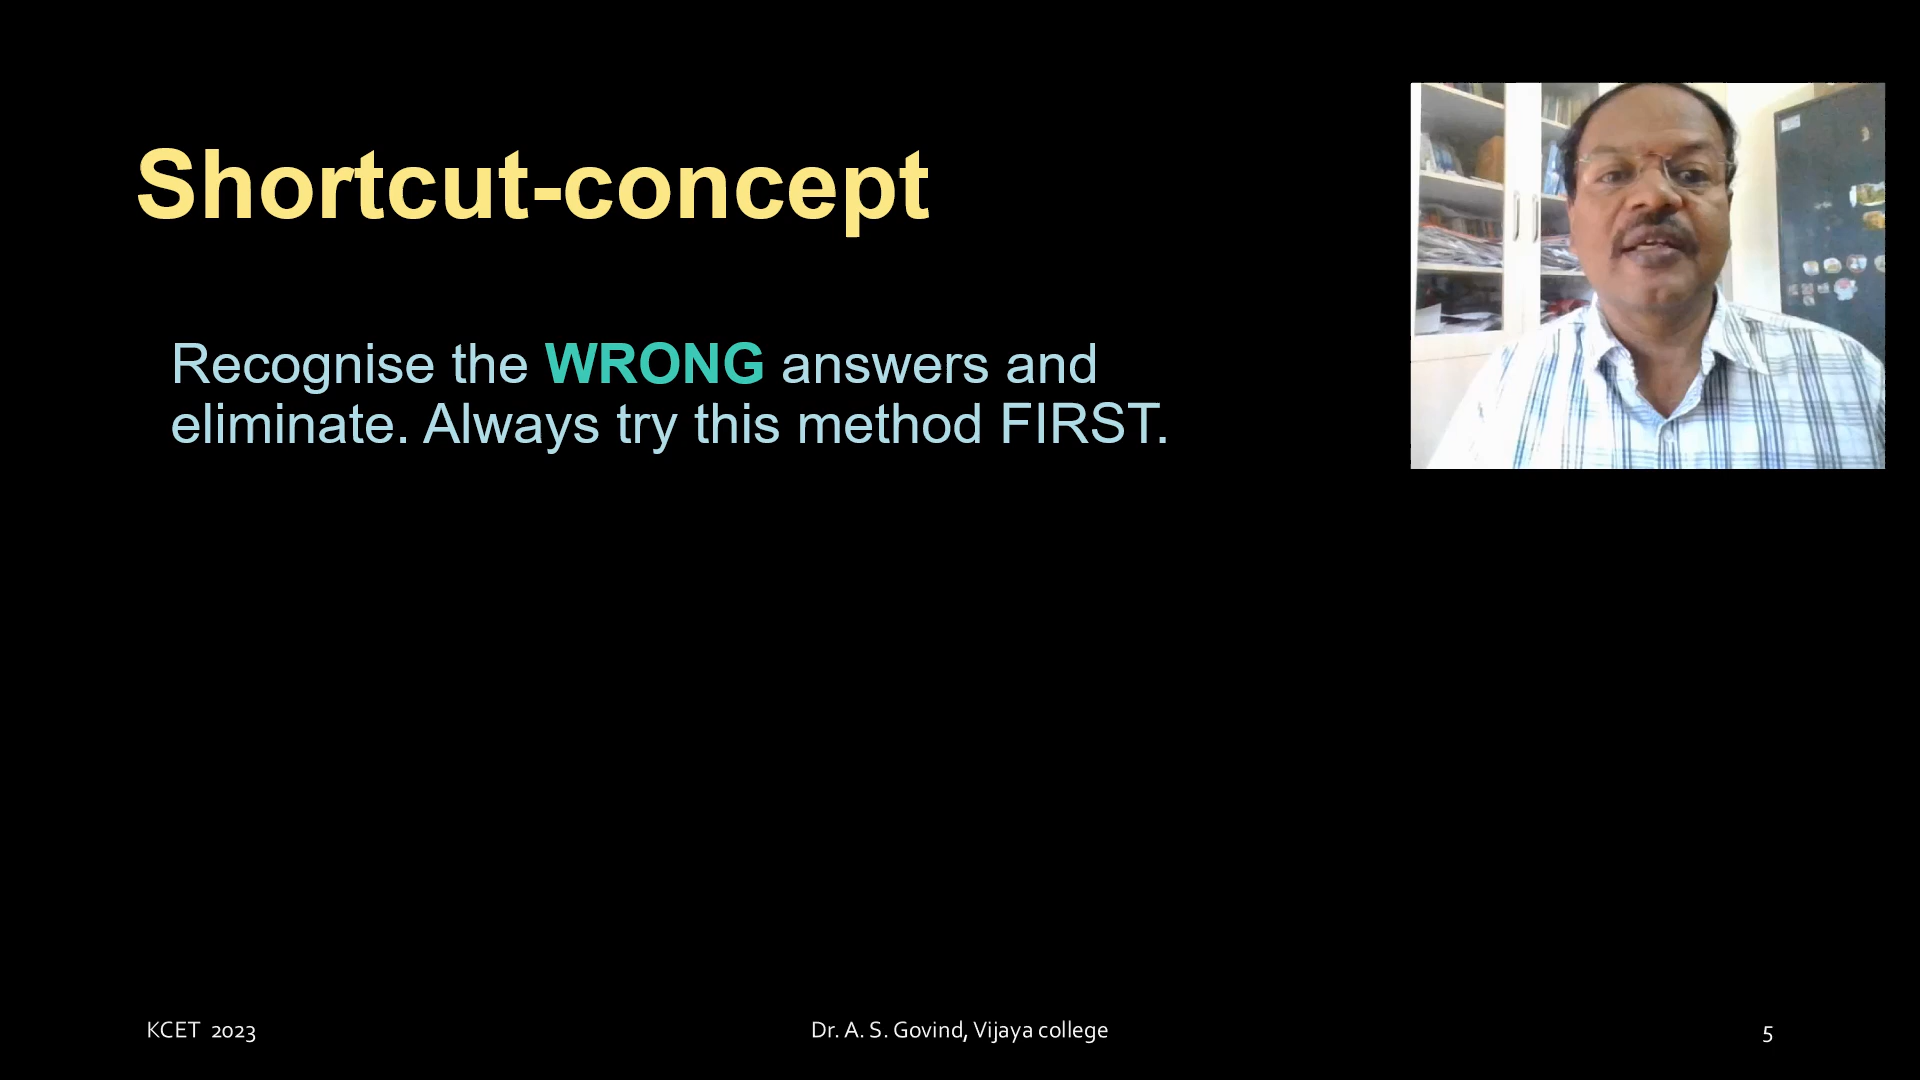 Shortcut-concept
Recognise the WRONG answers and
eliminate. Always try this method FIRST.
KCET 2023
Dr. A. S. Govind, Vijaya college
5